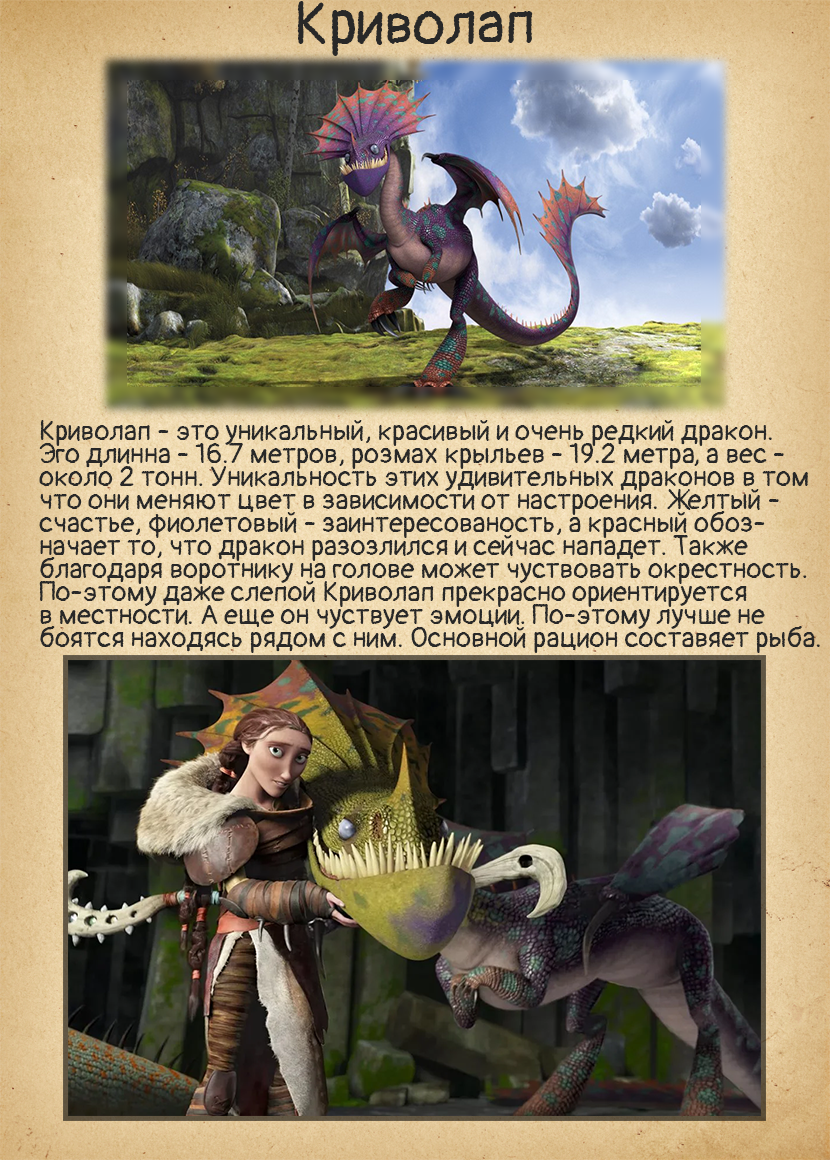 Криволап
Криволап - это уникальный, красивый и очень редкий дракон.
Эго длинна - 16.7 метров, розмах крыльев - 19.2 метра, а вес -
около 2 тонн. Уникальность этих удивительных драконов в том
что они меняют цвет в зависимости от настроения. Желтый -
счастье, фиолетовый - заинтересованость, а красный обоз-
начает то, что дракон разозлился и сейчас нападет. Также
благодаря воротнику на голове может чуствовать окрестность.
По-этому даже слепой Криволап прекрасно ориентируется
в местности. А еще он чуствует эмоции. По-этому лучше не
боятся находясь рядом с ним. Основной рацион составяет рыба.